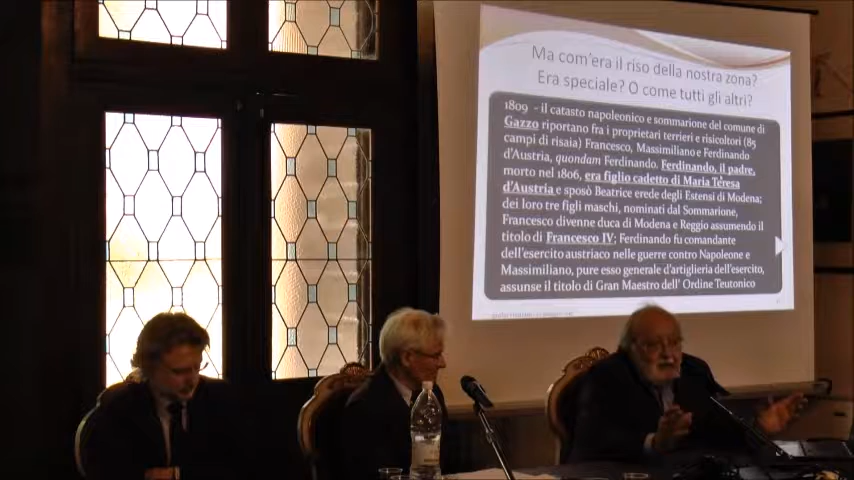 Ma com'era il riso della nostra zona?
Era speciale? O come tutti gli altri?
1809 - il catasto napoleonico e sommarione del comune di
Gazzo riportano fra i proprietari terrieri e risicoltori (85
campi di risaia) Francesco, Massimiliano e Ferdinando
d'Austria, quondam Ferdinando. Ferdinando, il padre,
morto nel 1806, era figlio cadetto di Maria Teresa
d'Austria e sposò Beatrice erede degli Estensi di Modena;
dei loro tre figli maschi, nominati dal Sommarione,
Francesco divenne duca di Modena e Reggio assumendo il
titolo di Francesco IV; Ferdinando fu comandante
dell'esercito austriaco nelle guerre contro Napoleone e
Massimiliano, pure esso generale d'artiglieria dell'esercito,
assunse il titolo di Gran Maestro dell' Ordine Teutonico